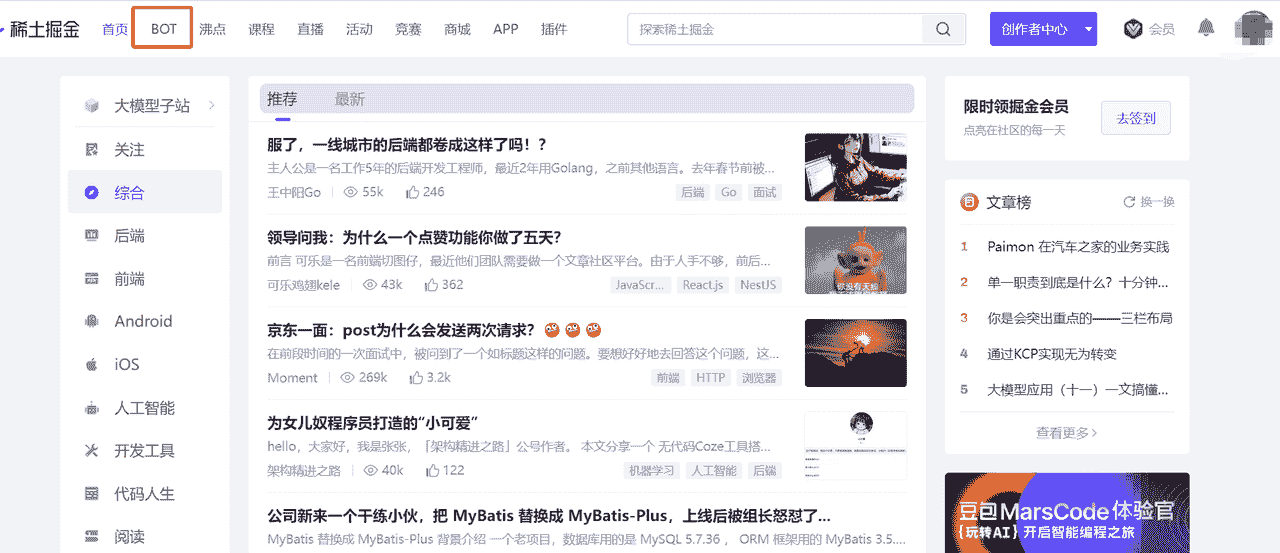 稀土掘金 首页 BOT 沸点 课程 直播 活动 竞赛 商城 APP 插件 探索稀土掘金 创作者中心 会员
大模型子站
关注
综合
后端
前端
Android
iOS
人工智能
开发工具
代码人生
阅读
推荐 最新
服了，一线城市的后端都卷成这样了吗！？
主人公是一名工作5年的后端开发工程师，最近2年用Golang，之前其他语言。去年春节前被...
王中阳Go 55k 246 后端 Go 面试
领导问我：为什么一个点赞功能你做了五天？
前言 可乐是一名前端切图仔，最近他们团队需要做一个文章社区平台。由于人手不够，前后...
可乐鸡翅kele 43k 362 JavaScr... React.js NestJS
京东一面：post为什么会发送两次请求？
在前段时间的一次面试中，被问到了一个如标题这样的问题。要想好好地去回答这个问题，这...
Moment 269k 3.2k 前端 HTTP 浏览器
为女儿奴程序员打造的“小可爱”
hello，大家好，我是张张，「架构精进之路」公号作者。 本文分享一个 无代码Coze工具搭...
架构精进之路 40k 122 机器学习 人工智能 后端
公司新来一个干练小伙，把 MyBatis 替换成 MyBatis-Plus，上线后被组长怼怼了...
MyBatis 替换成 MyBatis-Plus 背景介绍 一个老项目，数据库用的是 MySQL 5.7.36 ， ORM 框架用的 MyBatis 3.5....
限时领掘金会员
点亮在社区的每一天
去签到
文章榜 换一换
1 Paimon 在汽车之家的业务实践
2 单一职责到底是什么？十分钟...
3 你是会突出重点的——三栏布局
4 通过KCP实现无为转变
5 大模型应用（十一）一文搞懂...
查看更多
豆包MarsCode 体验官
{玩转AI} 开启智能编程之旅